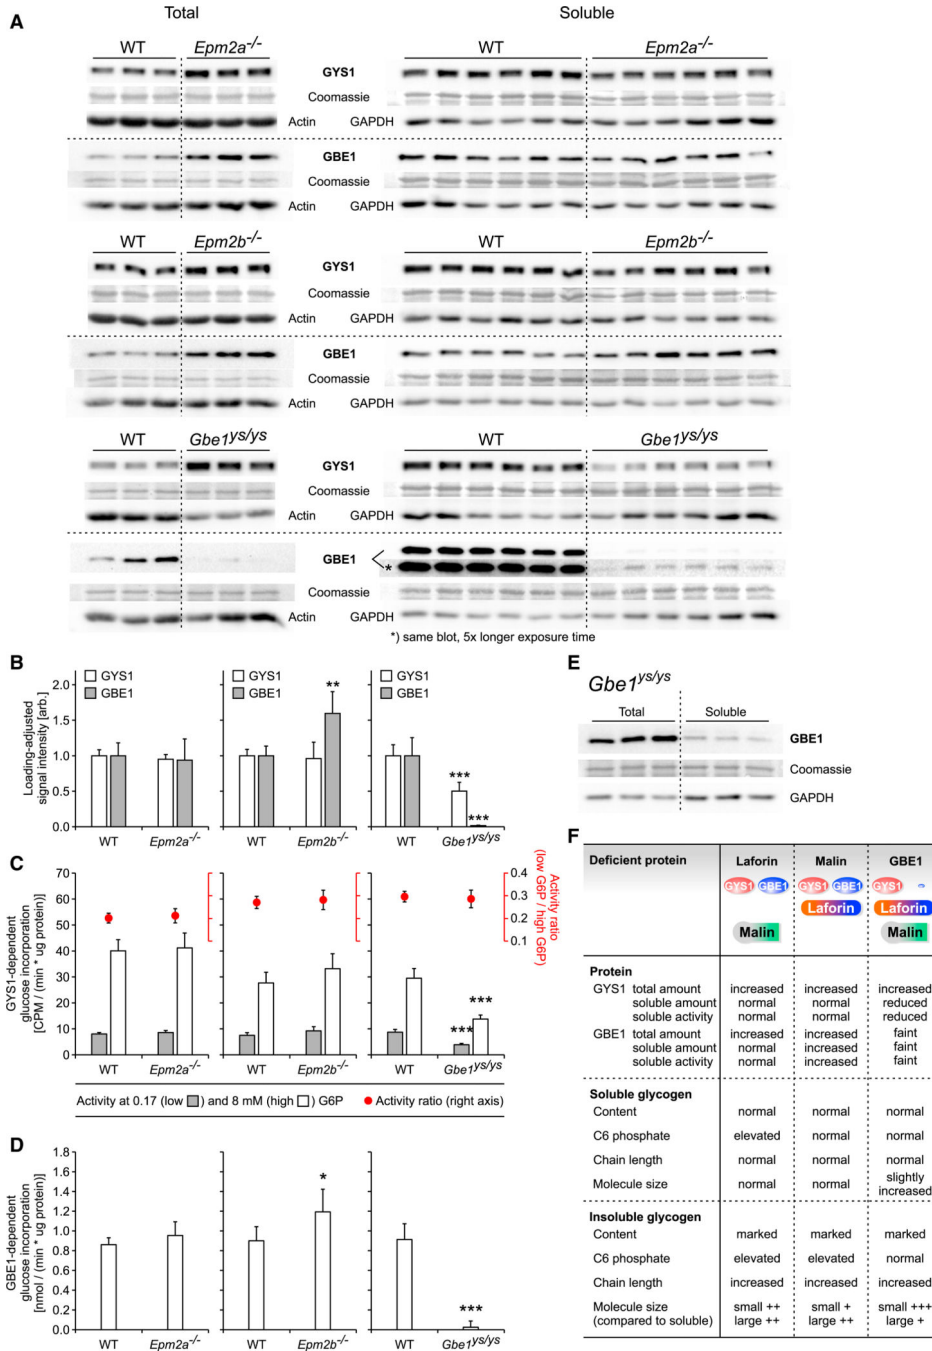 Total Soluble
A
WT Epm2a-/- WT Epm2a-/-
GYS1
Coomassie
Actin GAPDH
GBE1
Coomassie
Actin GAPDH
WT Epm2b-/- WT Epm2b-/-
GYS1
Coomassie
Actin GAPDH
GBE1
Coomassie
Actin GAPDH
WT Gbe1ys/ys WT Gbe1ys/ys
GYS1
Coomassie
Actin GAPDH
GBE1
*
Coomassie
Actin GAPDH
*) same blot, 5x longer exposure time
B
Loading-adjusted
signal intensity [arb.]
2.0
1.5
1.0
0.5
0.0
GYS1 GYS1 GYS1
GBE1 GBE1 GBE1
** *** ***
WT Epm2a-/- WT Epm2b-/- WT Gbe1ys/ys
C
GYS1-dependent
glucose incorporation
[CPM / (min * ug protein)]
70
60
50
40
30
20
10
0
0.4
0.3
0.2
0.1
Activity ratio
(low G6P / high G6P)
*** ***
WT Epm2a-/- WT Epm2b-/- WT Gbe1ys/ys
Activity at 0.17 (low ) and 8 mM (high ) G6P Activity ratio (right axis)
D
GBE1-dependent
glucose incorporation
[nmol / (min * ug protein)]
1.8
1.6
1.4
1.2
1.0
0.8
0.6
0.4
0.2
0.0
* ***
WT Epm2a-/- WT Epm2b-/- WT Gbe1ys/ys
E
Gbe1ys/ys
Total Soluble
GBE1
Coomassie
GAPDH
F
Deficient protein Laforin Malin GBE1
GYS1 GBE1 GYS1 GBE1 GYS1
Laforin Laforin
Malin Malin
Protein
GYS1 total amount increased increased increased
soluble amount normal normal reduced
soluble activity normal normal reduced
GBE1 total amount increased increased faint
soluble amount normal increased faint
soluble activity normal increased faint
Soluble glycogen
Content normal normal normal
C6 phosphate elevated normal normal
Chain length normal normal normal
Molecule size normal normal slightly
increased
Insoluble glycogen
Content marked marked marked
C6 phosphate elevated elevated normal
Chain length increased increased increased
Molecule size small ++ small + small +++
(compared to soluble) large ++ large ++ large +